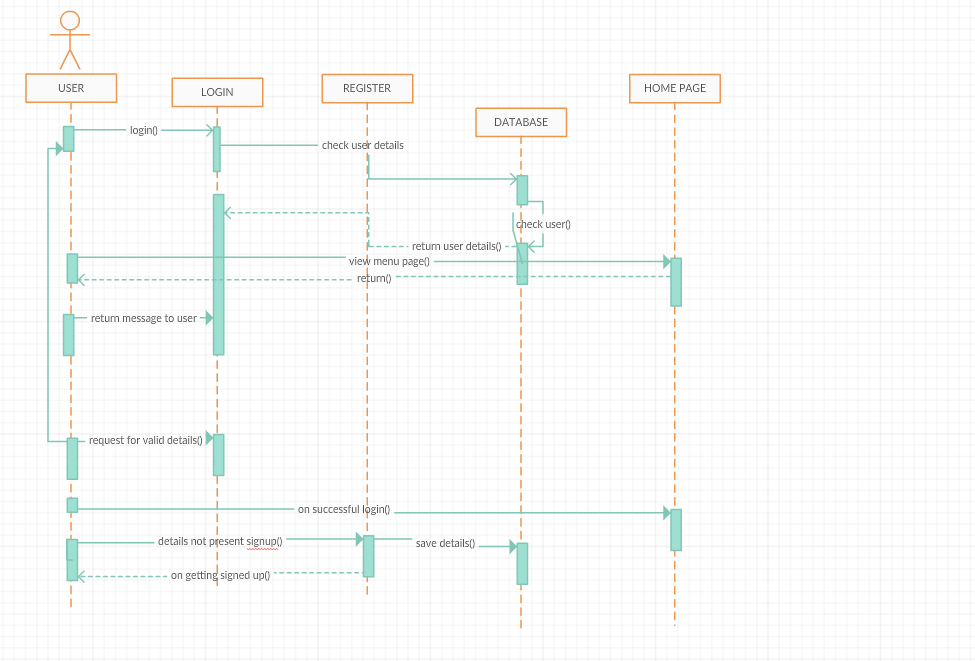 USER
LOGIN
REGISTER
DATABASE
HOME PAGE
login()
check user details
check user()
return user details()
view menu page()
return()
return message to user
request for valid details()
on successful login()
details not present signup()
save details()
on getting signed up()